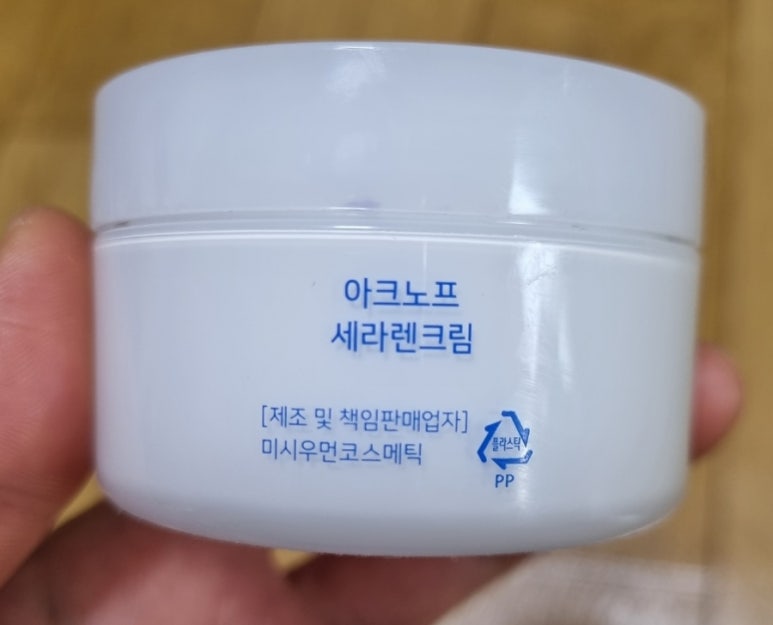 아크노프
세라렌크림
[제조 및 책임판매업자]
미시우먼코스메틱
플라스틱
PP